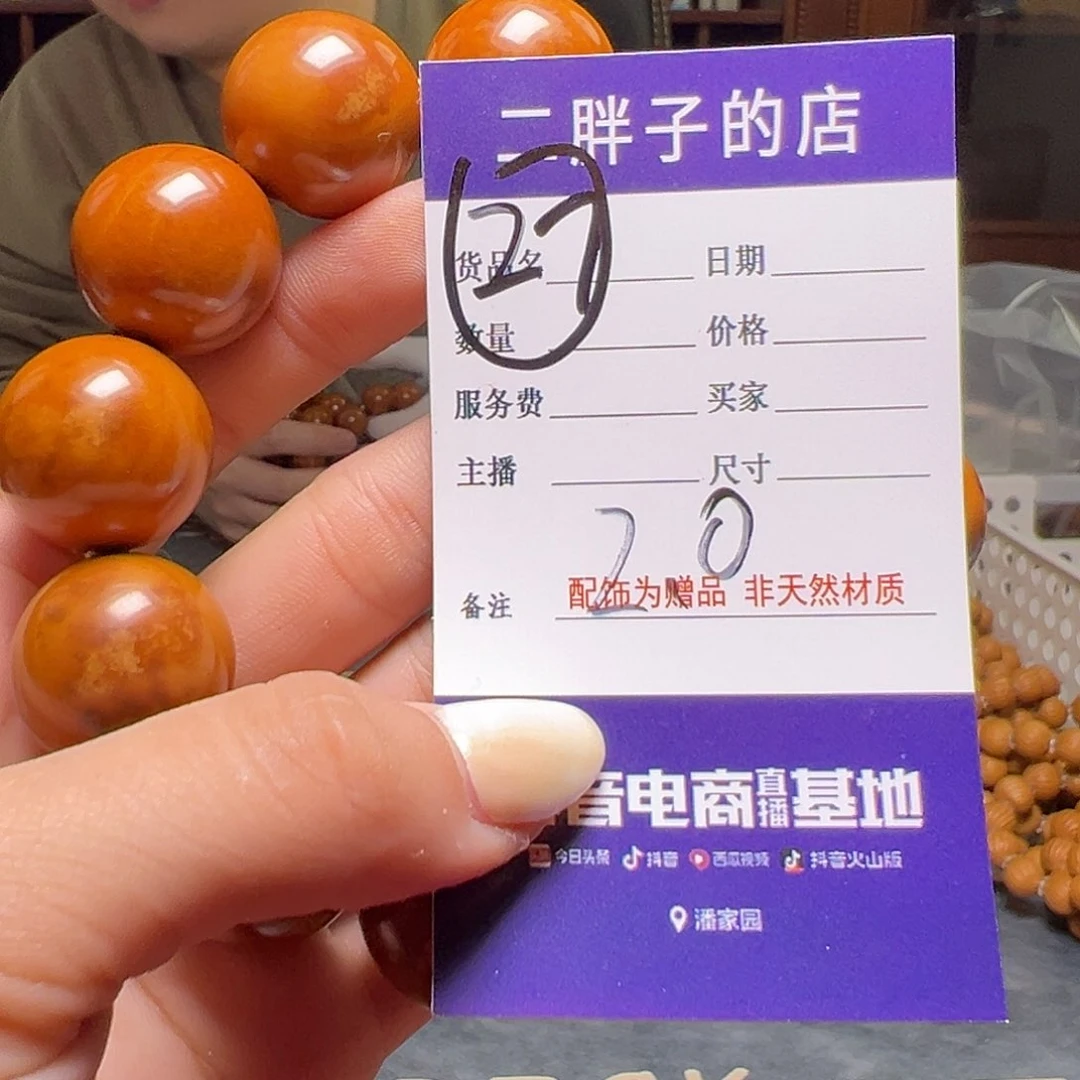 二胖子的店
27
货品名 日期
数量 价格
服务费 买家
主播 尺寸
2.0
备注 配饰为赠品 非天然材质
音电商直播基地
今日头条 抖音 西瓜视频 抖音火山版
潘家园